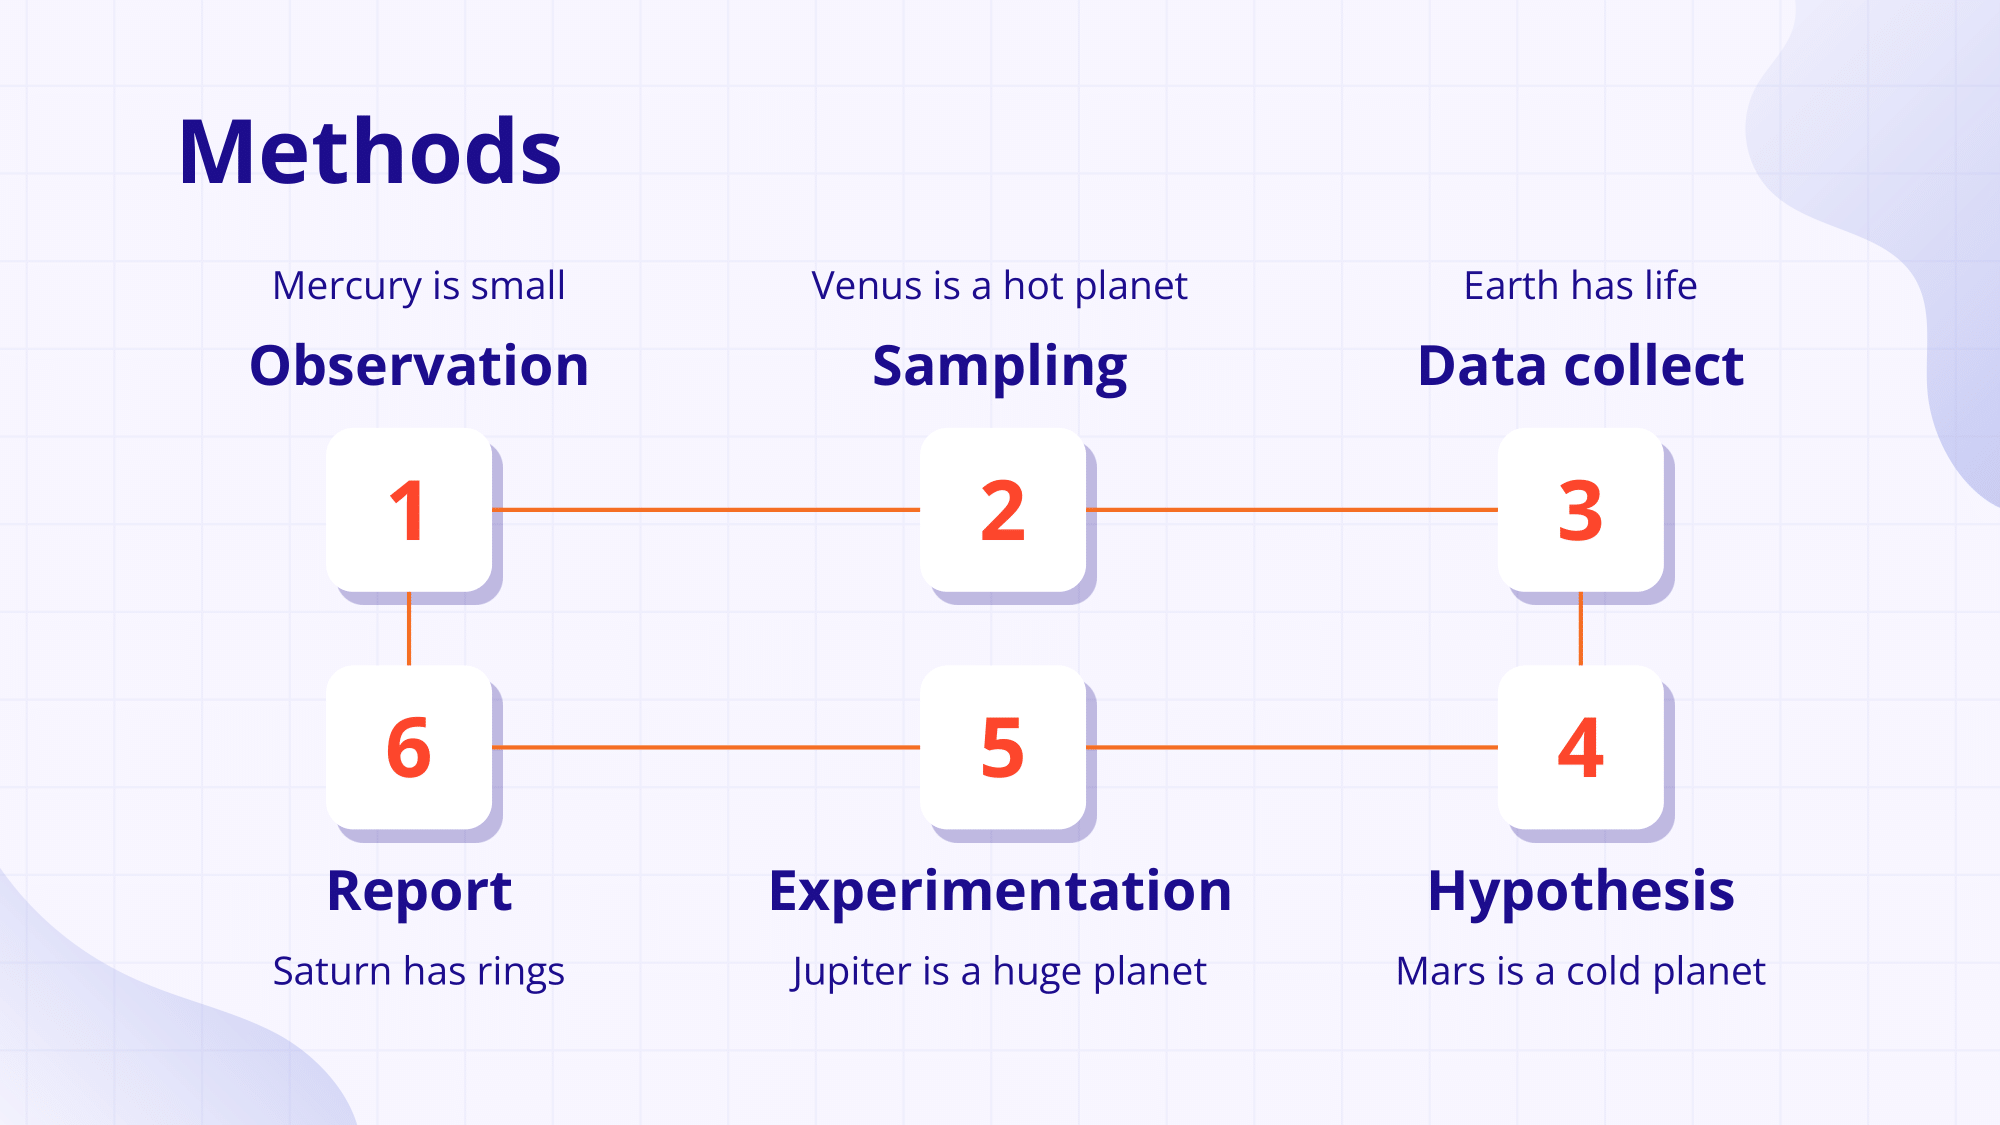 Methods
Mercury is small
Observation
1
Venus is a hot planet
Sampling
2
Earth has life
Data collect
3
4
Hypothesis
Mars is a cold planet
5
Experimentation
Jupiter is a huge planet
6
Report
Saturn has rings